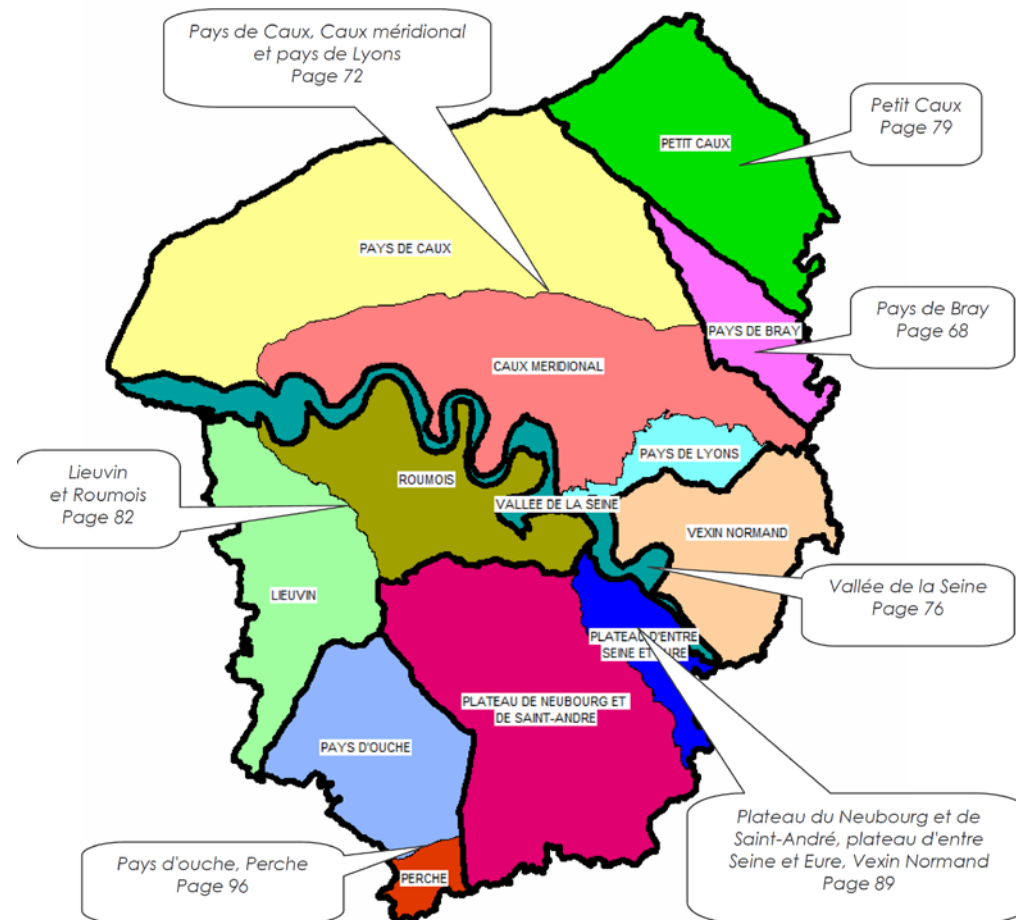 Pays de Caux, Caux méridional
et pays de Lyons
Page 72
Petit Caux
Page 79
PETIT CAUX
PAYS DE CAUX
Pays de Bray
Page 68
PAYS DE BRAY
CAUX MERIDIONAL
PAYS DE LYONS
Lieuvin
et Roumois
Page 82
ROUMOIS
VALLEE DE LA SEINE
VEXIN NORMAND
Vallée de la Seine
Page 76
LIEUVIN
PLATEAU D'ENTRE
SEINE ET EURE
PLATEAU DE NEUBOURG ET
DE SAINT-ANDRE
PAYS D'OUCHE
Plateau du Neubourg et de
Saint-André, plateau d'entre
Seine et Eure, Vexin Normand
Page 89
Pays d'ouche, Perche
Page 96
PERCHE